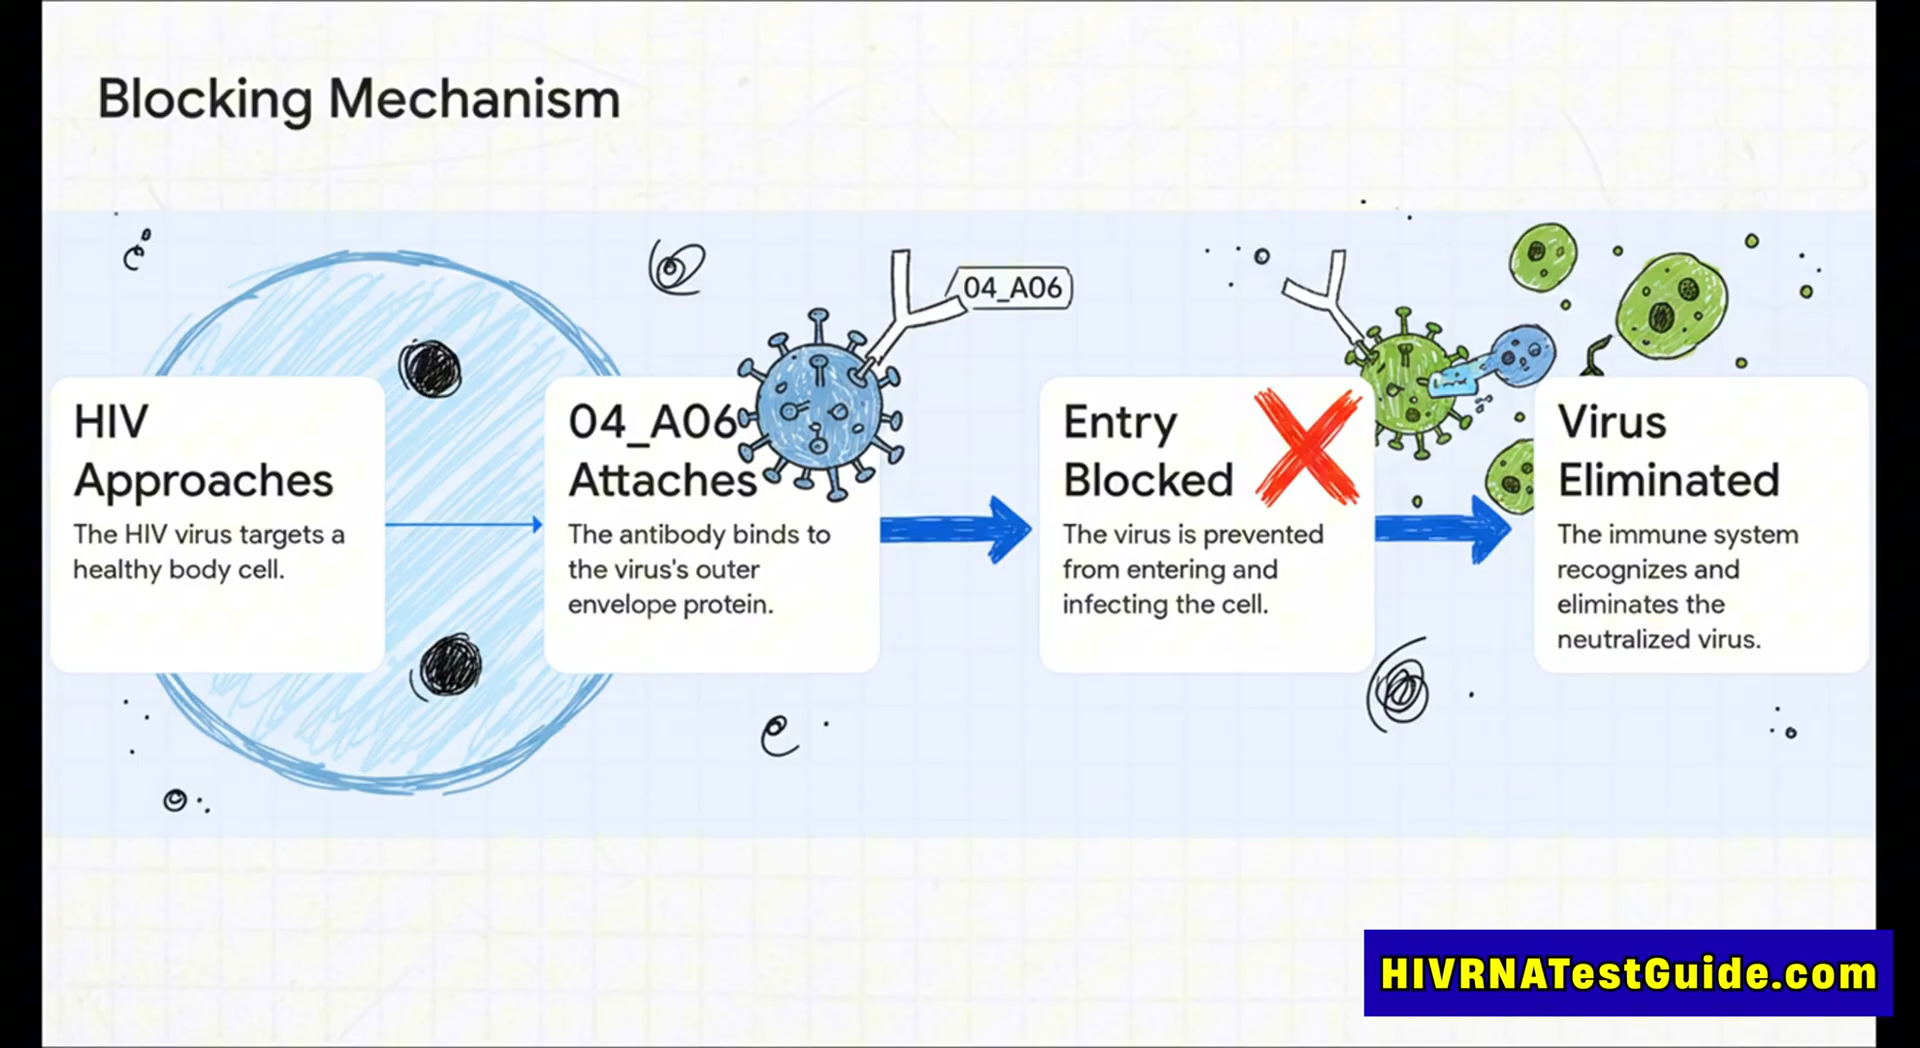 Blocking Mechanism
04_A06
HIV
Approaches
The HIV virus targets a
healthy body cell.
04_A06
Attaches
The antibody binds to
the virus's outer
envelope protein.
Entry
Blocked
The virus is prevented
from entering and
infecting the cell.
Virus
Eliminated
The immune system
recognizes and
eliminates the
neutralized virus.
HIVRNATestGuide.com